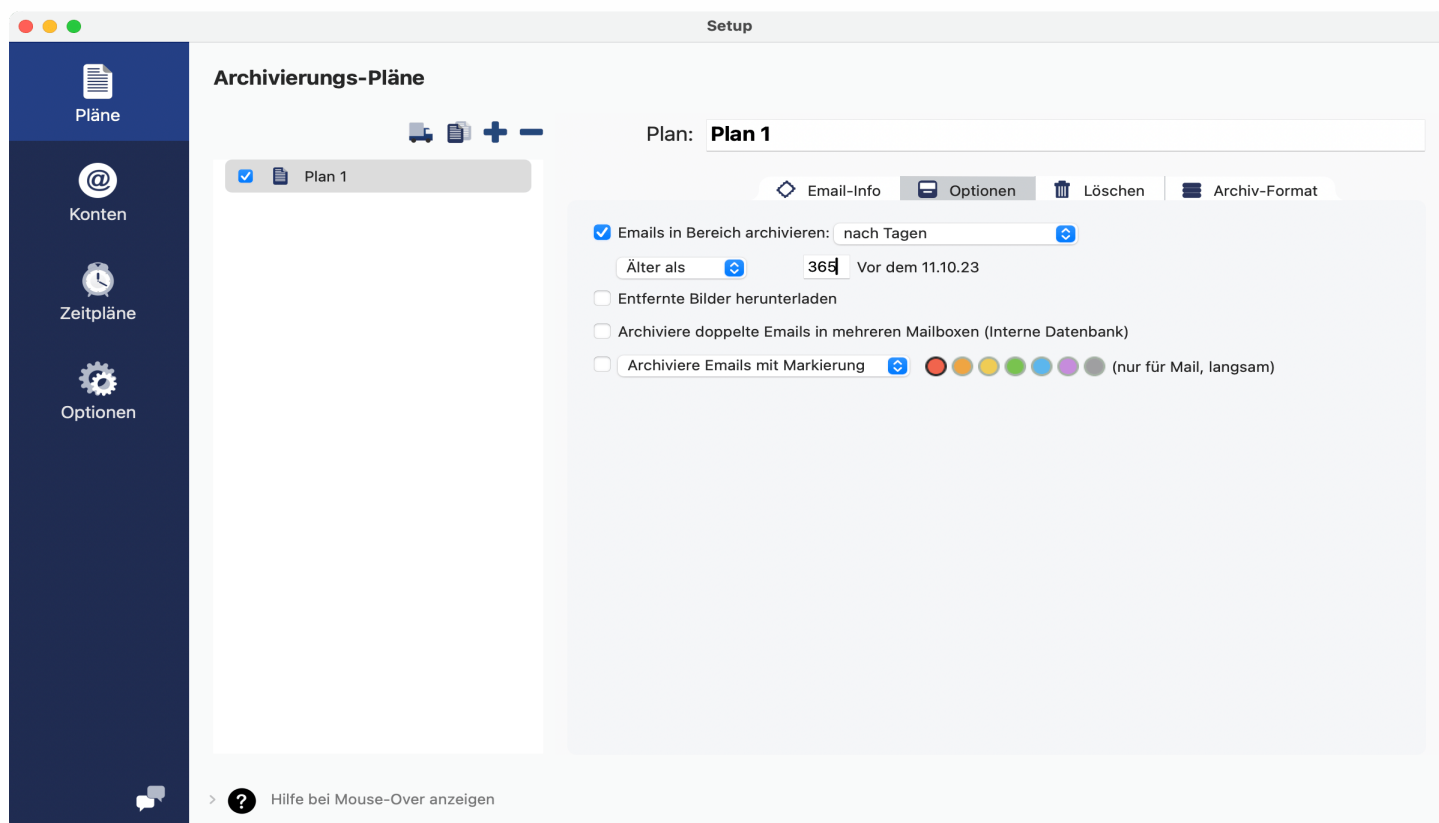 Setup
Pläne
Konten
Zeitpläne
Optionen
Archivierungs-Pläne
Plan 1
Plan: Plan 1
Email-Info Optionen Löschen Archiv-Format
Emails in Bereich archivieren: nach Tagen
Älter als 365 Vor dem 11.10.23
Entfernte Bilder herunterladen
Archiviere doppelte Emails in mehreren Mailboxen (Interne Datenbank)
Archiviere Emails mit Markierung (nur für Mail, langsam)
? Hilfe bei Mouse-Over anzeigen